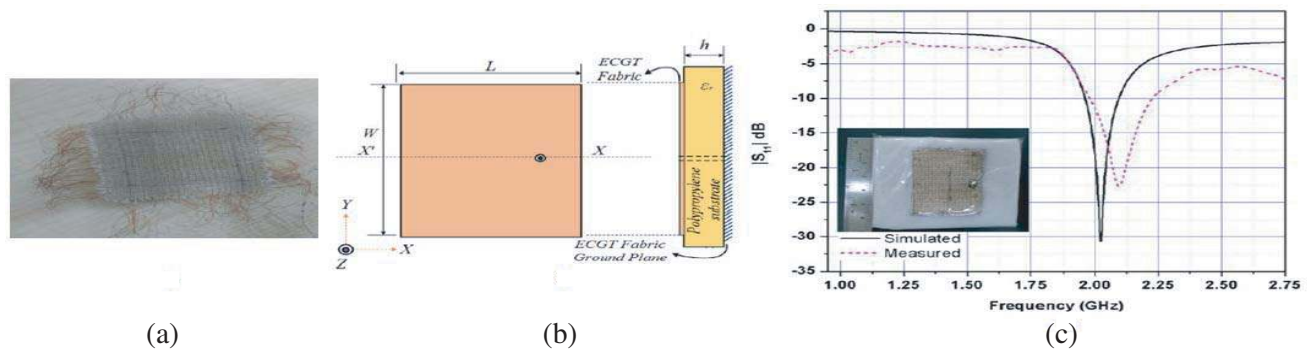 L
W
X'
X
Y
X
Z
ECGT
Fabric
h
εr
Polypropylene
substrate
ECGT Fabric
Ground Plane
|S11| dB
0
-5
-10
-15
-20
-25
-30
-35
Simulated
Measured
1.00 1.25 1.50 1.75 2.00 2.25 2.50 2.75
Frequency (GHz)
(a) (b) (c)